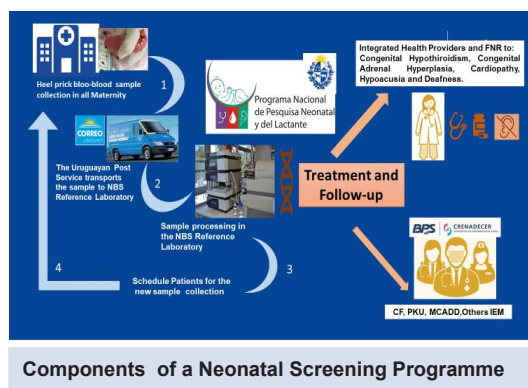 Heel prick bloo-blood sample
collection in all Maternity
1
CORREO
URUGUAYO
The Uruguayan Post
Service transports
the sample to NBS
Reference Laboratory
2
Sample processing in
the NBS Reference
Laboratory
3
Schedule Patients for the
new sample collection
4
Programa Nacional
de Pesquisa Neonatal
y del Lactante
Treatment and
Follow-up
Integrated Health Providers and FNR to:
Congenital Hypothiroidism, Congenital
Adrenal Hyperplasia, Cardiopathy,
Hypoacusia and Deafness.
BPS CRENADECER
CF, PKU, MCADD,Others IEM
Components of a Neonatal Screening Programme